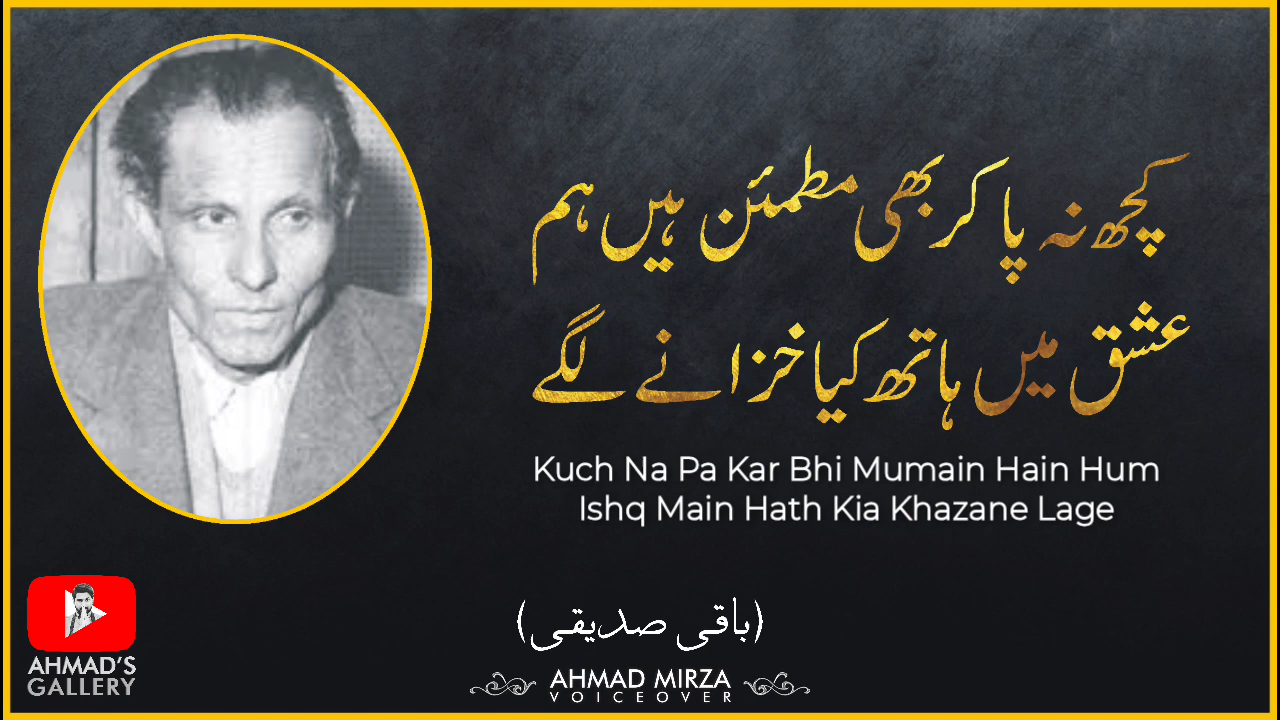 کچھ نہ پا کر بھی مطمئن ہیں ہم
عشق میں ہاتھ کیا خزانے لگے
Kuch Na Pa Kar Bhi Mumain Hain Hum
Ishq Main Hath Kia Khazane Lage
(باقی صدیقی)
AHMAD'S
GALLERY
AHMAD MIRZA
VOICEOVER